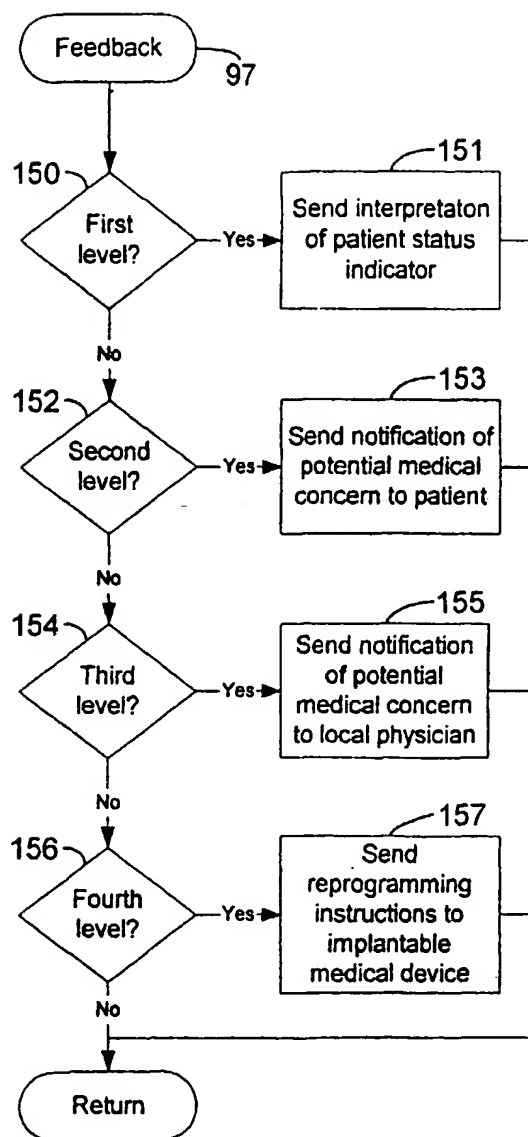 Feedback
97
150
First
level?
Yes
151
Send interpretaton
of patient status
indicator
No
152
Second
level?
Yes
153
Send notification of
potential medical
concern to patient
No
154
Third
level?
Yes
155
Send notification
of potential
medical concern
to local physician
No
156
Fourth
level?
Yes
157
Send
reprogramming
instructions to
implantable
medical device
No
Return